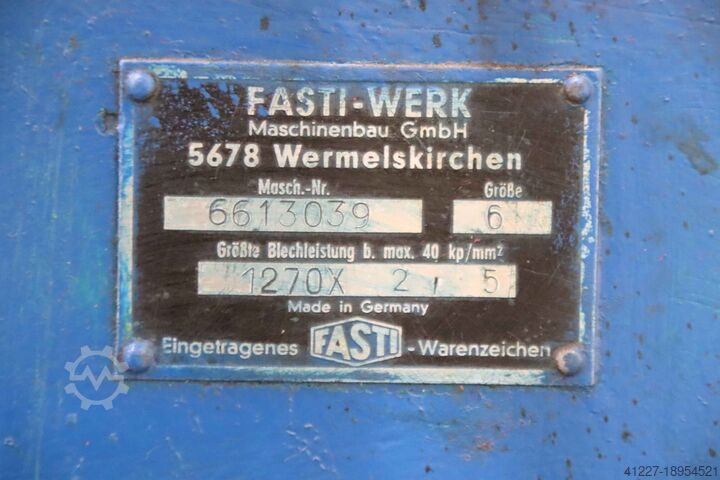 FASTI-WERK
Maschinenbau GmbH
5678 Wermelskirchen
Masch.-Nr. Größe
6613039 6
Größte Blechleistung b. max. 40 kp/mm²
1270X 2,5
Made in Germany
Eingetragenes FASTI -Warenzeichen
41227-18954521